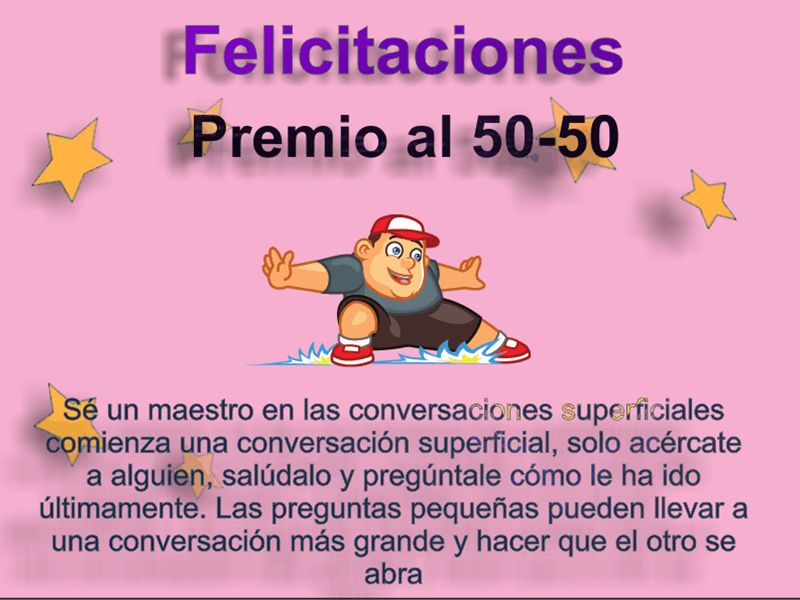 Felicitaciones
Premio al 50-50
Sé un maestro en las conversaciones superficiales
comienza una conversación superficial, solo acércate
a alguien, salúdalo y pregúntale cómo le ha ido
últimamente. Las preguntas pequeñas pueden llevar a
una conversación más grande y hacer que el otro se
abra